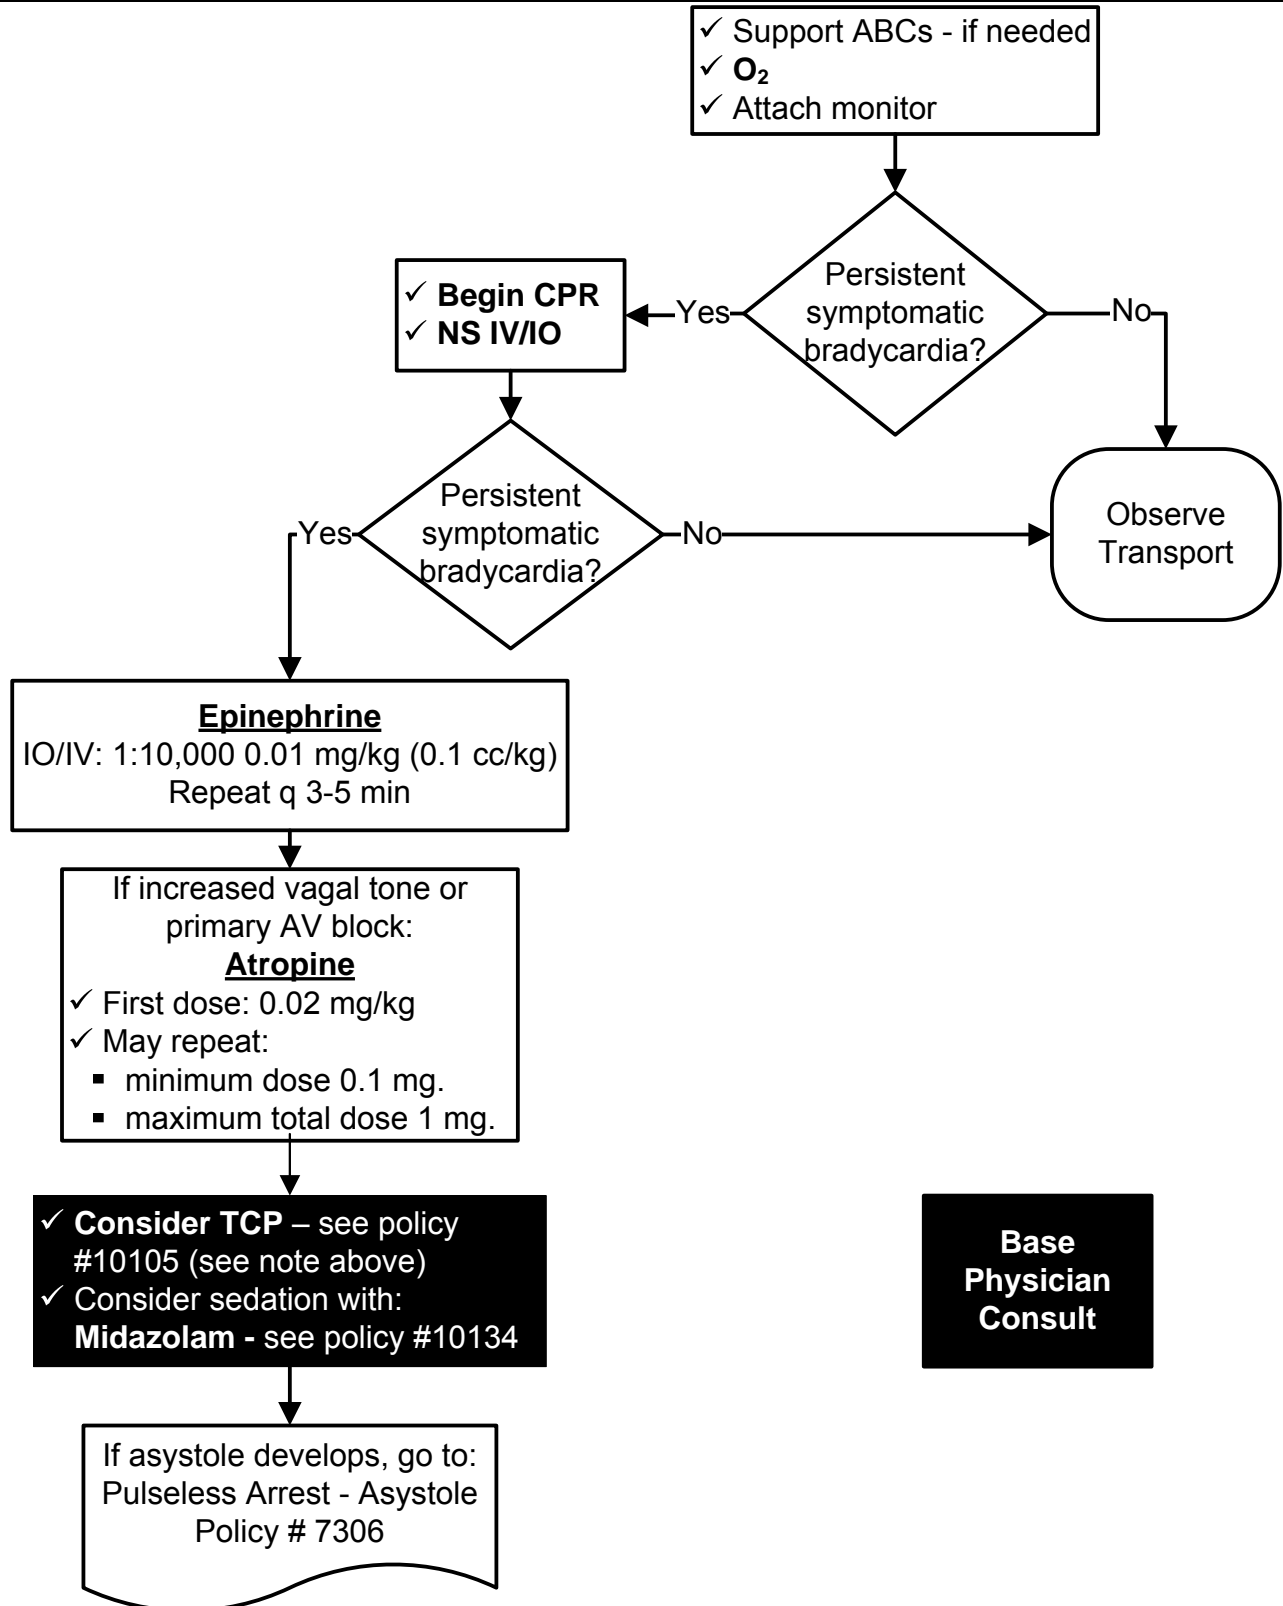 ✓ Support ABCs - if needed
✓ O₂
✓ Attach monitor
Persistent
symptomatic
bradycardia?
Yes
No
✓ Begin CPR
✓ NS IV/IO
Persistent
symptomatic
bradycardia?
Yes
No
Observe
Transport
Epinephrine
IO/IV: 1:10,000 0.01 mg/kg (0.1 cc/kg)
Repeat q 3-5 min
If increased vagal tone or
primary AV block:
Atropine
✓ First dose: 0.02 mg/kg
✓ May repeat:
▪ minimum dose 0.1 mg.
▪ maximum total dose 1 mg.
✓ Consider TCP – see policy
#10105 (see note above)
✓ Consider sedation with:
Midazolam - see policy #10134
Base
Physician
Consult
If asystole develops, go to:
Pulseless Arrest - Asystole
Policy # 7306